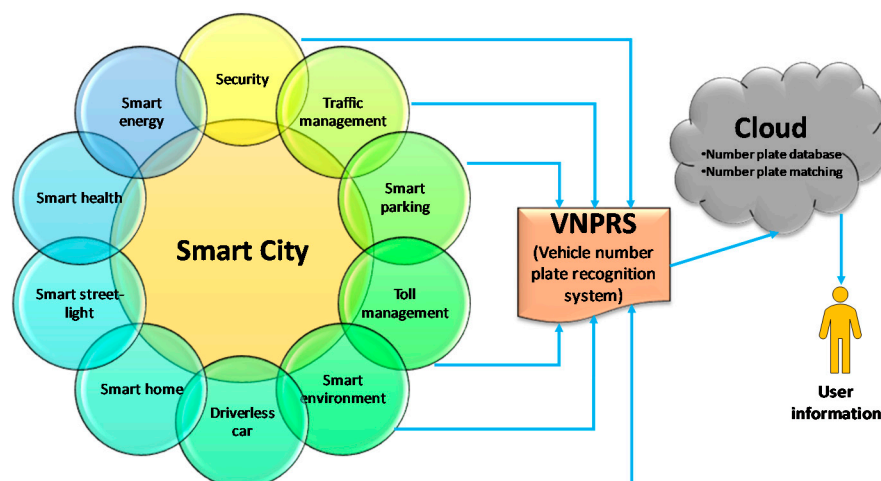 Security
Traffic
management
Smart
parking
Toll
management
Smart
environment
Driverless
car
Smart home
Smart street-
light
Smart health
Smart
energy
Smart City
VNPRS
(Vehicle number
plate recognition
system)
Cloud
•Number plate database
•Number plate matching
User
information